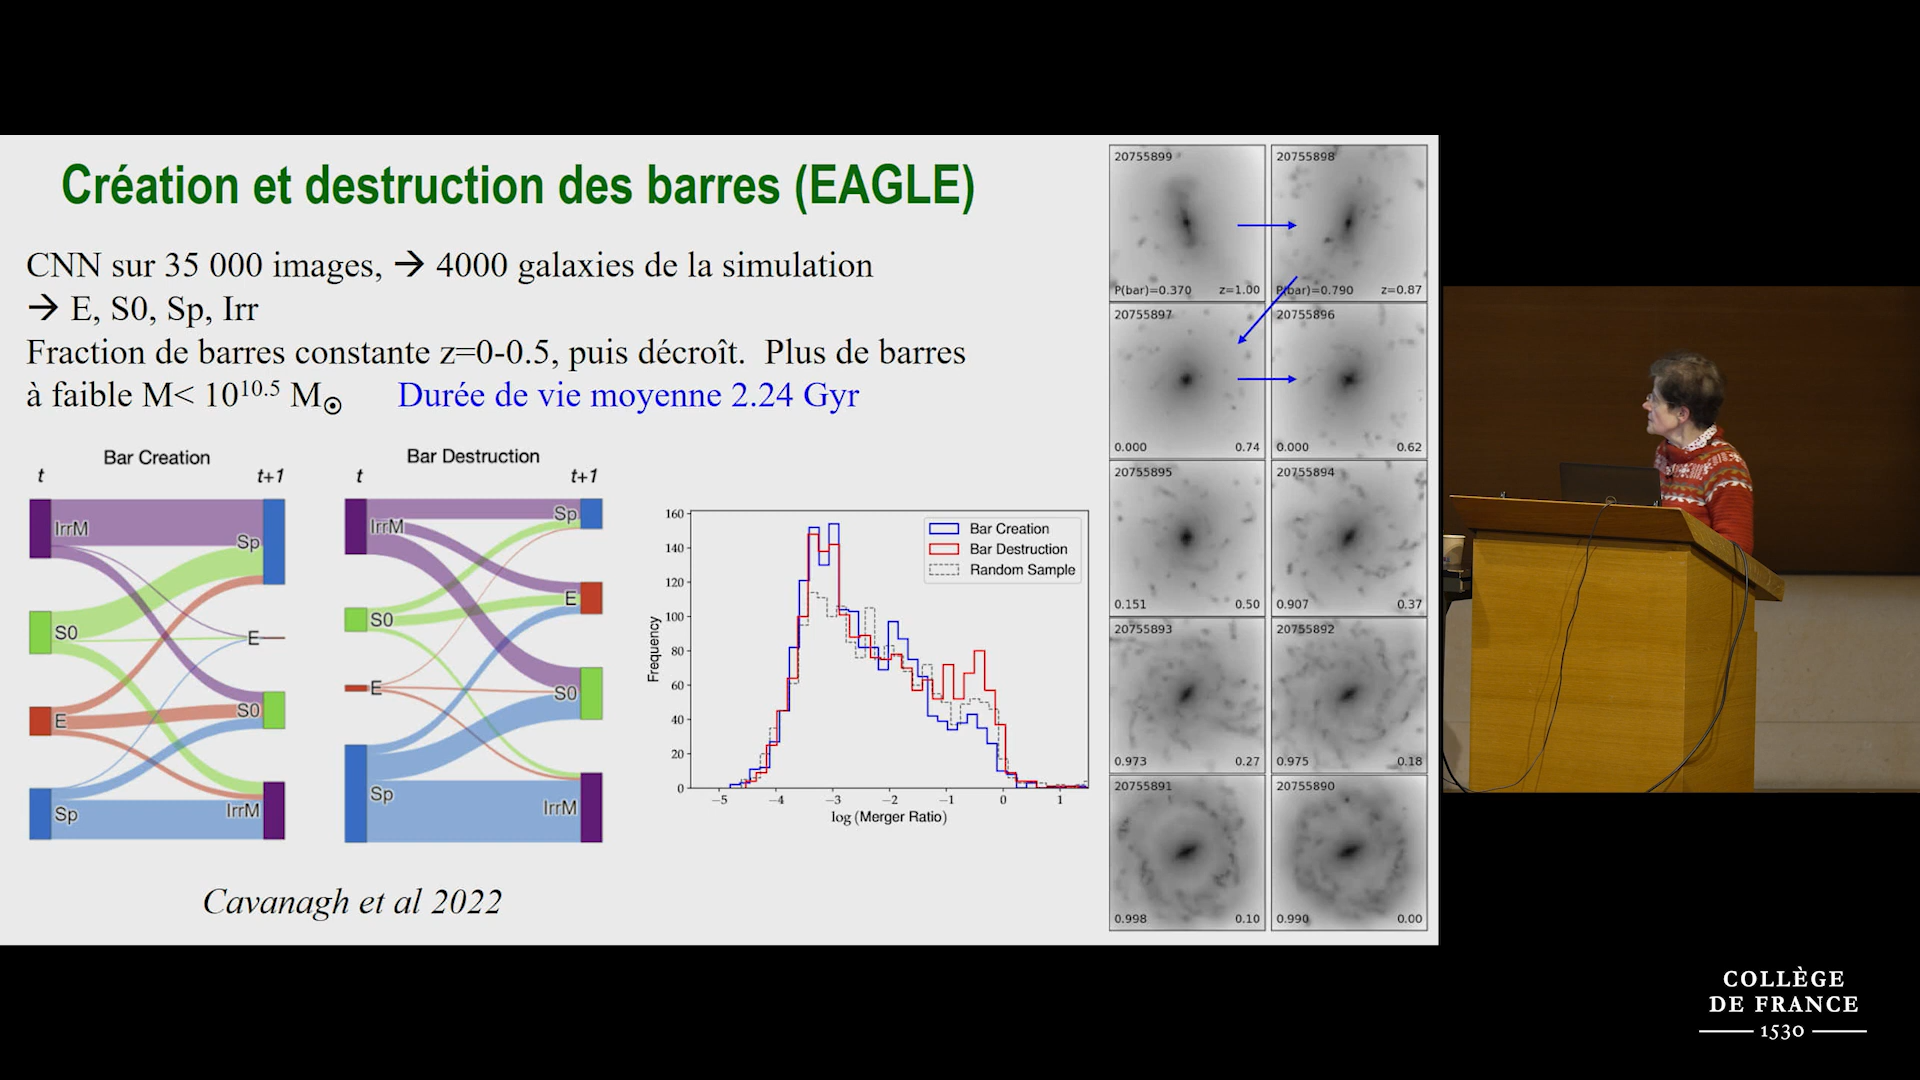 Création et destruction des barres (EAGLE)
CNN sur 35 000 images, → 4000 galaxies de la simulation
→ E, S0, Sp, Irr
Fraction de barres constante z=0-0.5, puis décroît. Plus de barres
à faible M< 10^10.5 M☉ Durée de vie moyenne 2.24 Gyr
Bar Creation
t t+1
IrrM
S0
E
Sp
Sp
E
S0
IrrM
Bar Destruction
t t+1
IrrM
S0
E
Sp
Sp
E
S0
IrrM
Frequency
160
140
120
100
80
60
40
20
0
−5 −4 −3 −2 −1 0 1
log (Merger Ratio)
Bar Creation
Bar Destruction
Random Sample
Cavanagh et al 2022
20755899 20755898
P(bar)=0.370 z=1.00 P(bar)=0.790 z=0.87
20755897 20755896
0.000 0.74 0.000 0.62
20755895 20755894
0.151 0.50 0.907 0.37
20755893 20755892
0.973 0.27 0.975 0.18
20755891 20755890
0.998 0.10 0.990 0.00
COLLÈGE
DE FRANCE
1530